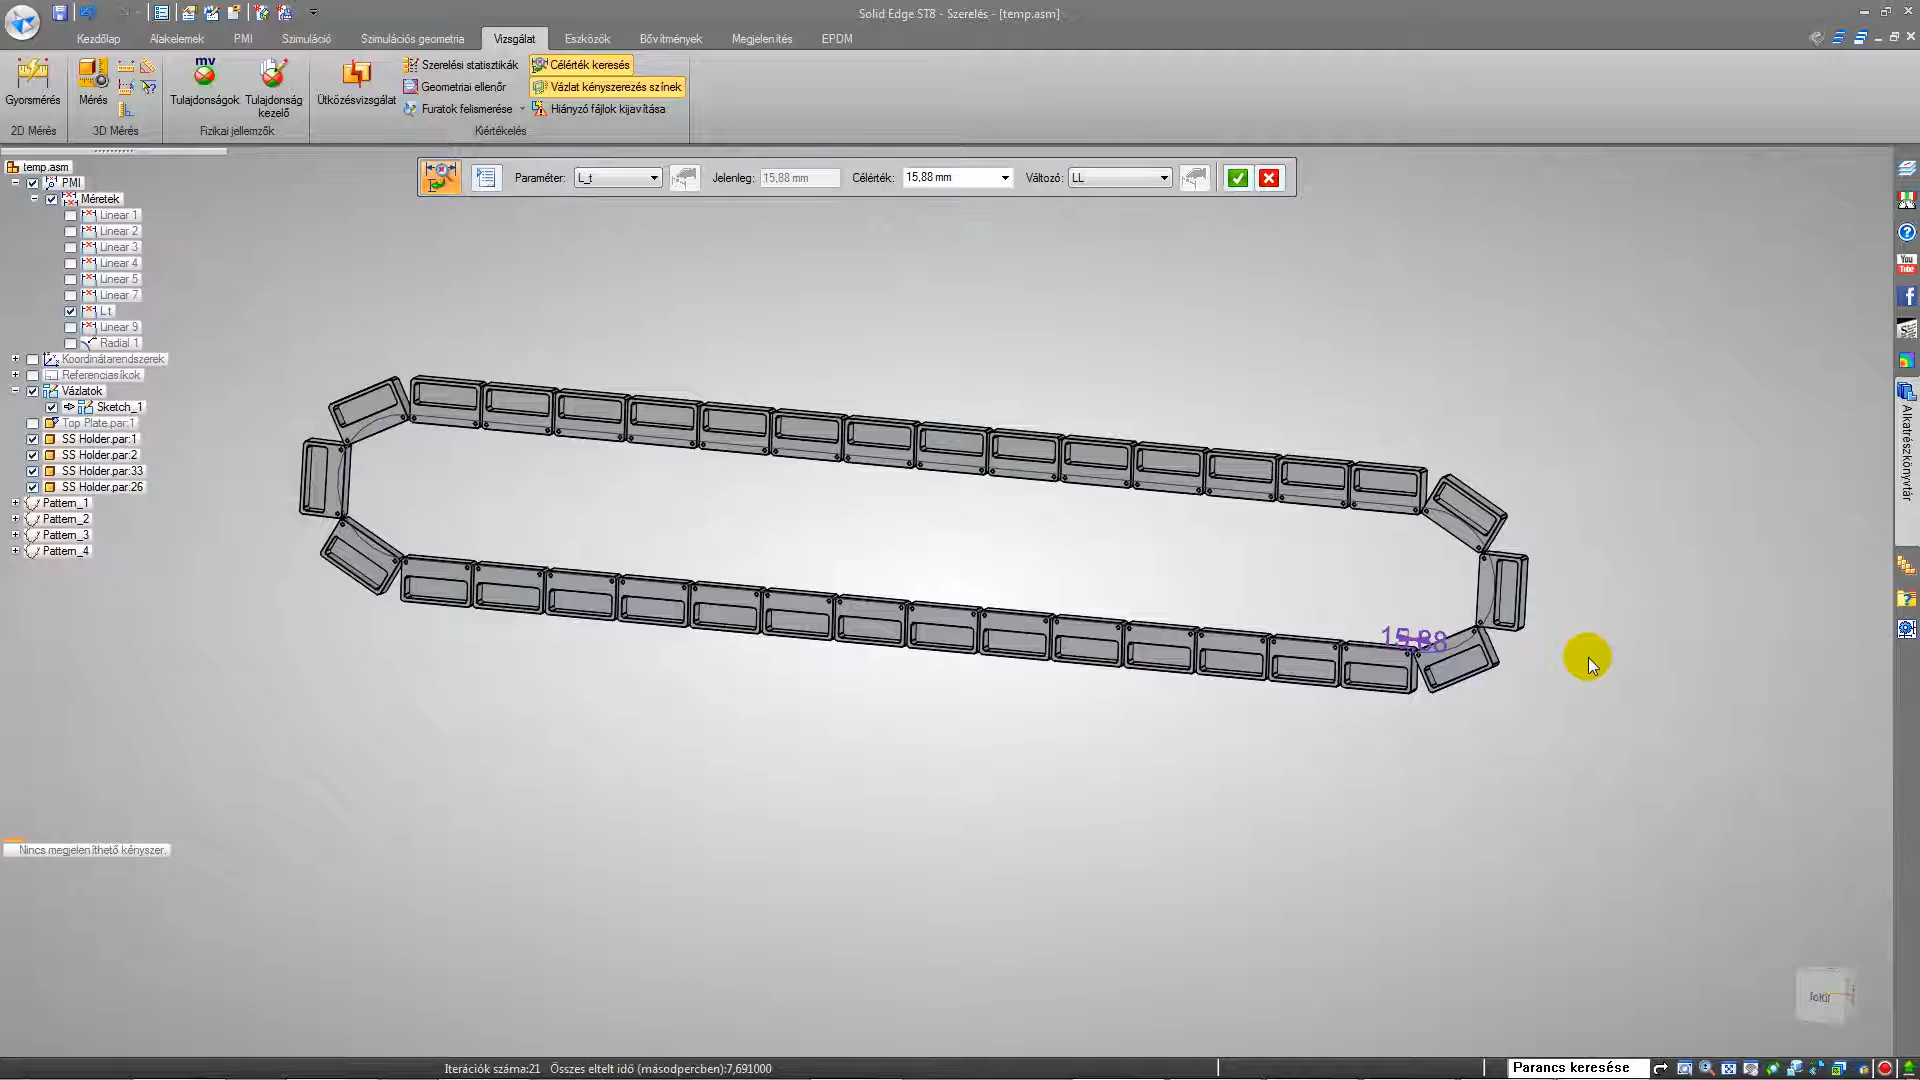 Solid Edge ST8 - Szerelés - [temp.asm]
Kezdőlap Alakelemek PMI Szimuláció Szimulációs geometria Vizsgálat Eszközök Bővítmények Megjelenítés EPDM
mv
Gyorsmérés
Mérés
Tulajdonságok
Tulajdonság kezelő
Ütközésvizsgálat
Szerelési statisztikák
Geometriai ellenőr
Furatok felismerése
Célérték keresés
Vázlat kényszerezés színek
Hiányzó fájlok kijavítása
2D Mérés 3D Mérés Fizikai jellemzők Kiértékelés
Paraméter: L_t Jelenleg: 15,88 mm Célérték: 15,88 mm Változó: LL
temp.asm
PMI
Méretek
Linear 1
Linear 2
Linear 3
Linear 4
Linear 5
Linear 7
L t
Linear 9
Radial 1
Koordinátarendszerek
Referenciasíkok
Vázlatok
Sketch_1
Top Plate.par:1
SS Holder.par:1
SS Holder.par:2
SS Holder.par:33
SS Holder.par:26
Pattern_1
Pattern_2
Pattern_3
Pattern_4
You
Tube
Alkatrészkönyvtár
15,88
Nincs megjeleníthető kényszer.
felül
Iterációk száma:21 Összes eltelt idő (másodpercben):7,691000
Parancs keresése